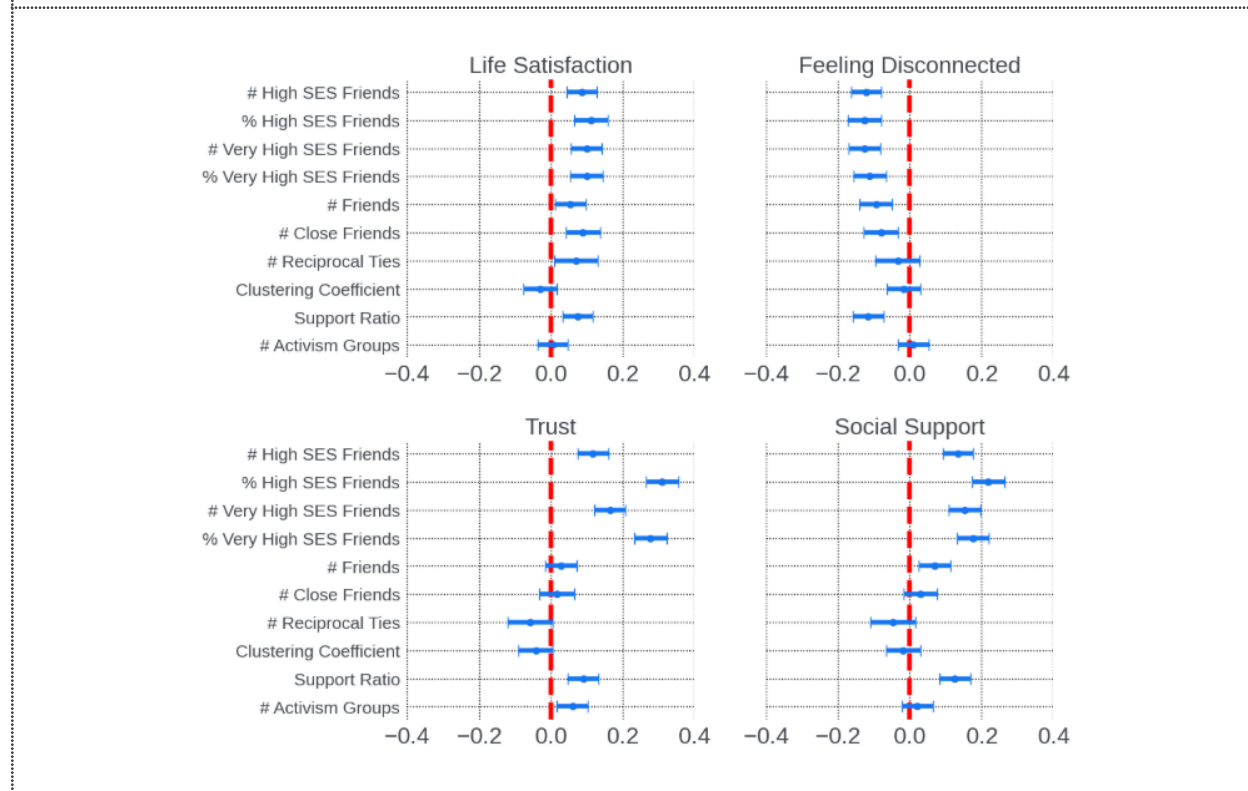 Life Satisfaction
Feeling Disconnected
# High SES Friends
% High SES Friends
# Very High SES Friends
% Very High SES Friends
# Friends
# Close Friends
# Reciprocal Ties
Clustering Coefficient
Support Ratio
# Activism Groups
−0.4 −0.2 0.0 0.2 0.4
−0.4 −0.2 0.0 0.2 0.4
Trust
Social Support
# High SES Friends
% High SES Friends
# Very High SES Friends
% Very High SES Friends
# Friends
# Close Friends
# Reciprocal Ties
Clustering Coefficient
Support Ratio
# Activism Groups
−0.4 −0.2 0.0 0.2 0.4
−0.4 −0.2 0.0 0.2 0.4